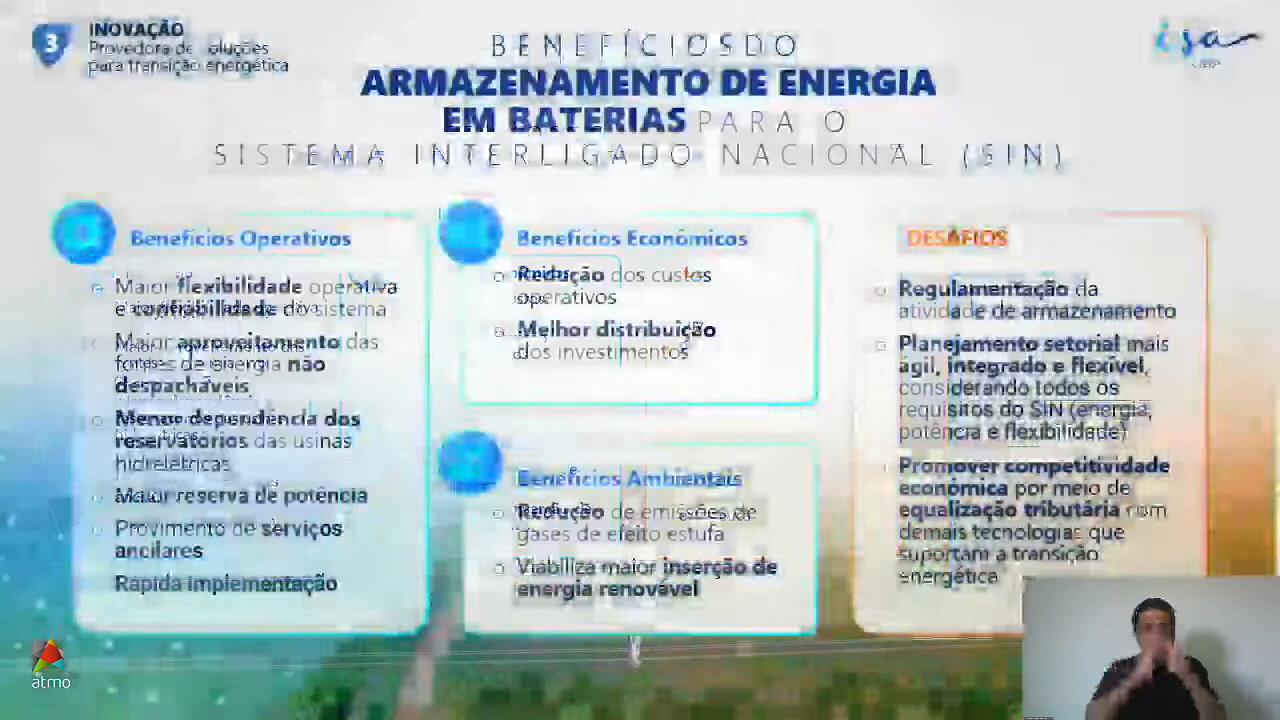 3
INOVAÇÃO
Provedora de soluções
para transição energética
BENEFÍCIOS DO
ARMAZENAMENTO DE ENERGIA
EM BATERIAS PARA O
SISTEMA INTERLIGADO NACIONAL (SIN)
isa
Benefícios Operativos
Maior flexibilidade operativa
e confiabilidade do sistema
Maior aproveitamento das
fontes de energia não
despacháveis
Menor dependência dos
reservatórios das usinas
hidrelétricas
Maior reserva de potência
Provimento de serviços
ancilares
Rápida implementação
Benefícios Econômicos
Redução dos custos
operativos
Melhor distribuição
dos investimentos
Benefícios Ambientais
Redução de emissões de
gases de efeito estufa
Viabiliza maior inserção de
energia renovável
DESAFIOS
Regulamentação da
atividade de armazenamento
Planejamento setorial mais
ágil, integrado e flexível,
considerando todos os
requisitos do SIN (energia,
potência e flexibilidade)
Promover competitividade
econômica por meio de
equalização tributária com
demais tecnologias que
suportam a transição
energética
atmo